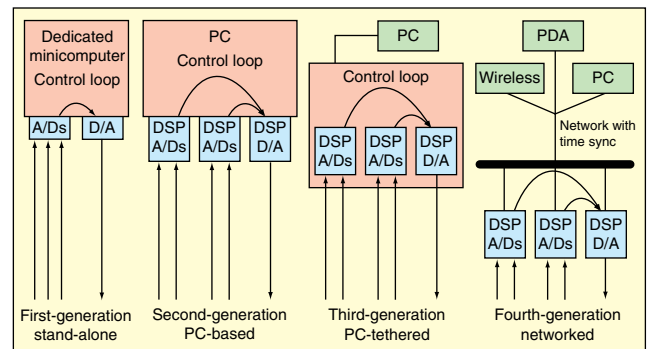 Dedicated
minicomputer
Control loop
A/Ds
D/A
First-generation
stand-alone
PC
Control loop
DSP
A/Ds
DSP
A/Ds
DSP
D/A
Second-generation
PC-based
PC
Control loop
DSP
A/Ds
DSP
A/Ds
DSP
D/A
Third-generation
PC-tethered
PDA
Wireless
PC
Network with
time sync
DSP
A/Ds
DSP
A/Ds
DSP
D/A
Fourth-generation
networked